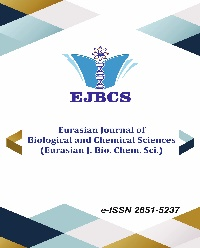 EJBCS
Eurasian Journal of
Biological and Chemical Sciences
(Eurasian J. Bio. Chem. Sci.)
e-ISSN 2651-5237